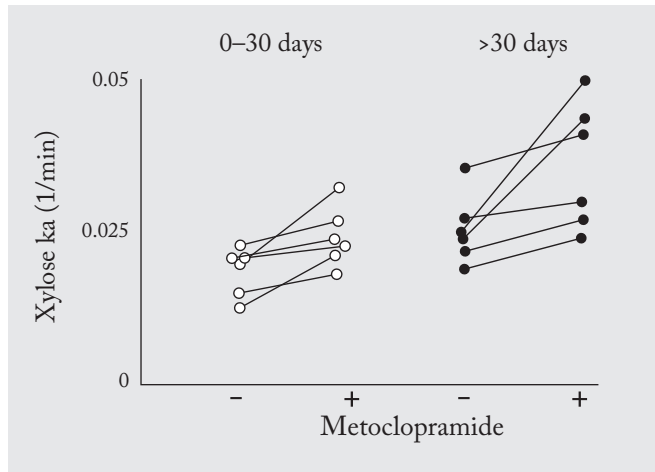 0–30 days >30 days
0.05
0.025
0
Xylose ka (1/min)
– + – +
Metoclopramide